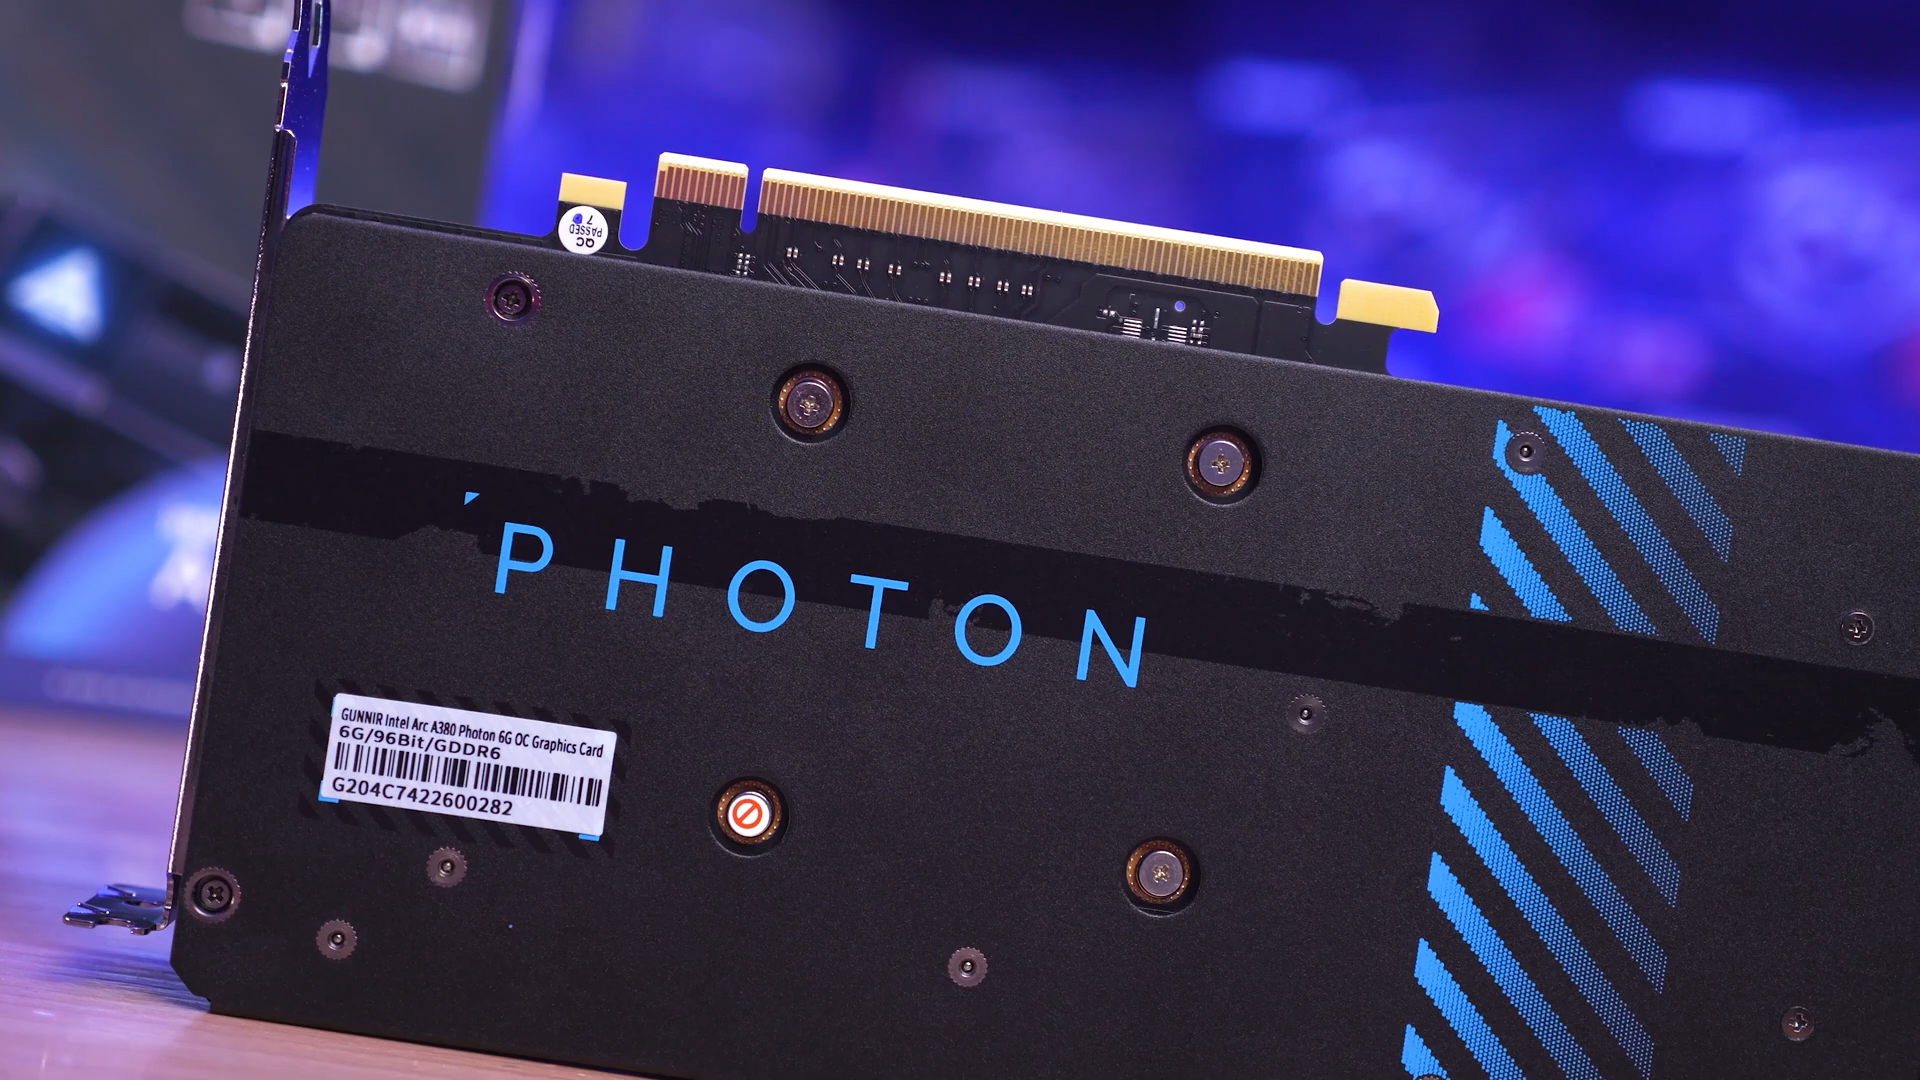 QC
PASSED
7
PHOTON
GUNNIR Intel Arc A380 Photon 6G OC Graphics Card
6G/96Bit/GDDR6
G204C7422600282